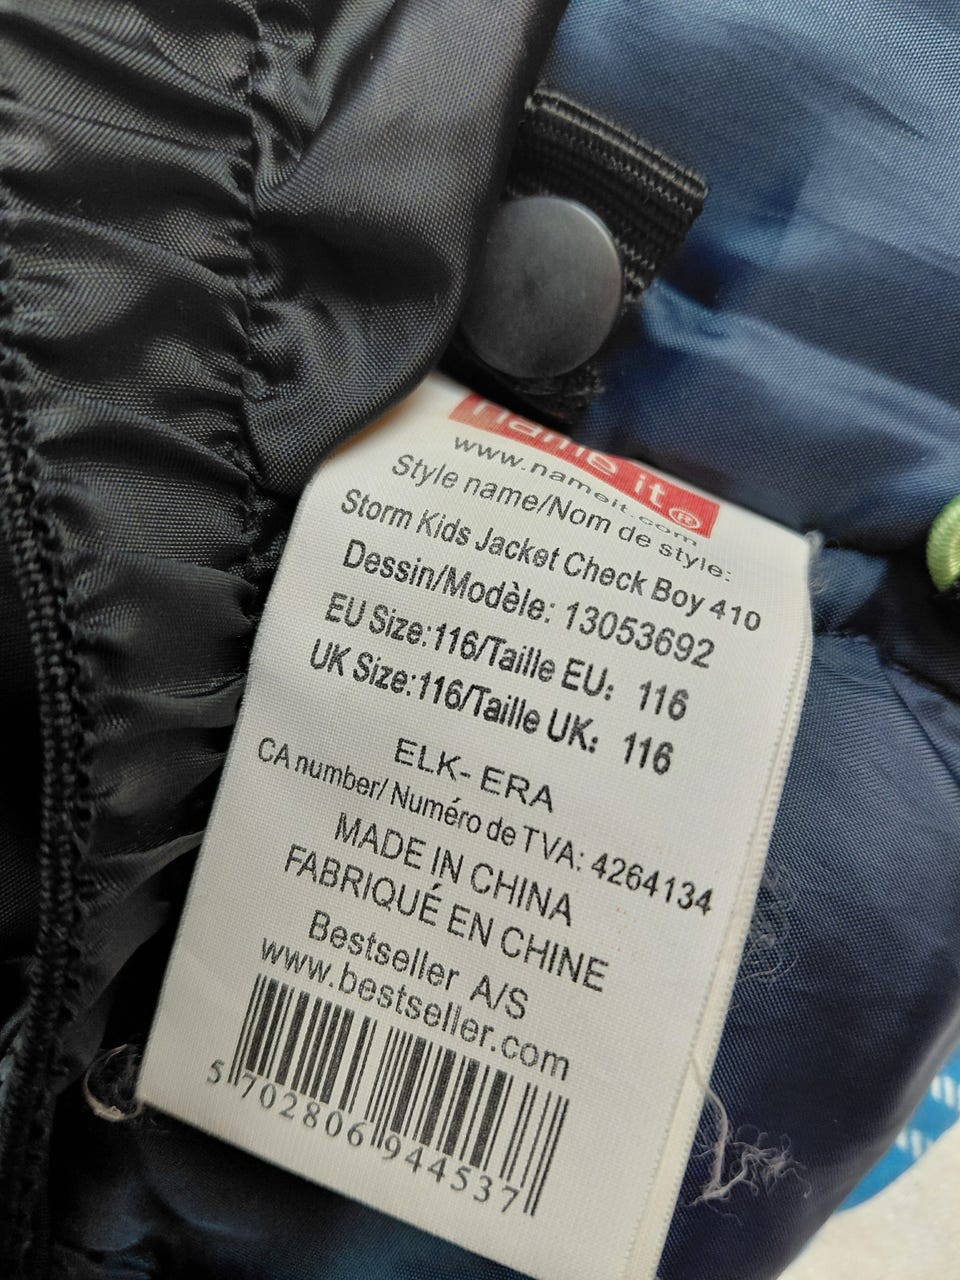 name it®
www.nameit.com
Style name/Nom de style:
Storm Kids Jacket Check Boy 410
Dessin/Modèle: 13053692
EU Size:116/Taille EU: 116
UK Size:116/Taille UK: 116
ELK- ERA
CA number/ Numéro de TVA: 4264134
MADE IN CHINA
FABRIQUÉ EN CHINE
Bestseller A/S
www.bestseller.com
5 702806 944537